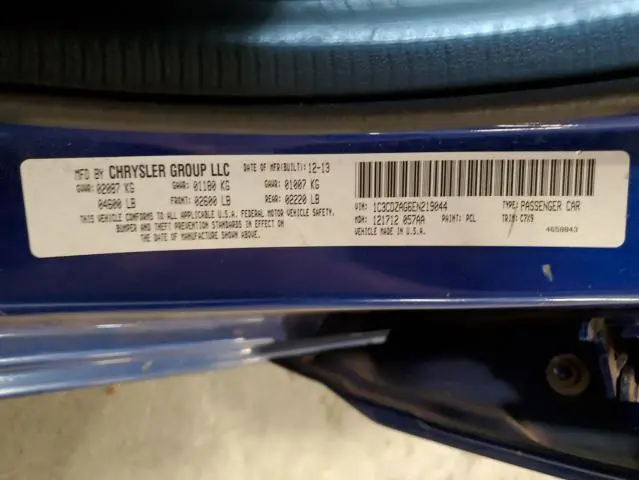 MFD BY CHRYSLER GROUP LLC DATE OF MFR(BUILT): 12-13
GVWR: 02087 KG GAWR: 01180 KG GAWR: 01007 KG
04600 LB FRONT: 02600 LB REAR: 02220 LB
THIS VEHICLE CONFORMS TO ALL APPLICABLE U.S.A. FEDERAL MOTOR VEHICLE SAFETY,
BUMPER AND THEFT PREVENTION STANDARDS IN EFFECT ON
THE DATE OF MANUFACTURE SHOWN ABOVE.
VIN: 1C3CDZAG6EN219044 TYPE: PASSENGER CAR
MDH: 121712 057AA PAINT: PCL TRIM: C7X9
VEHICLE MADE IN U.S.A. 4658843